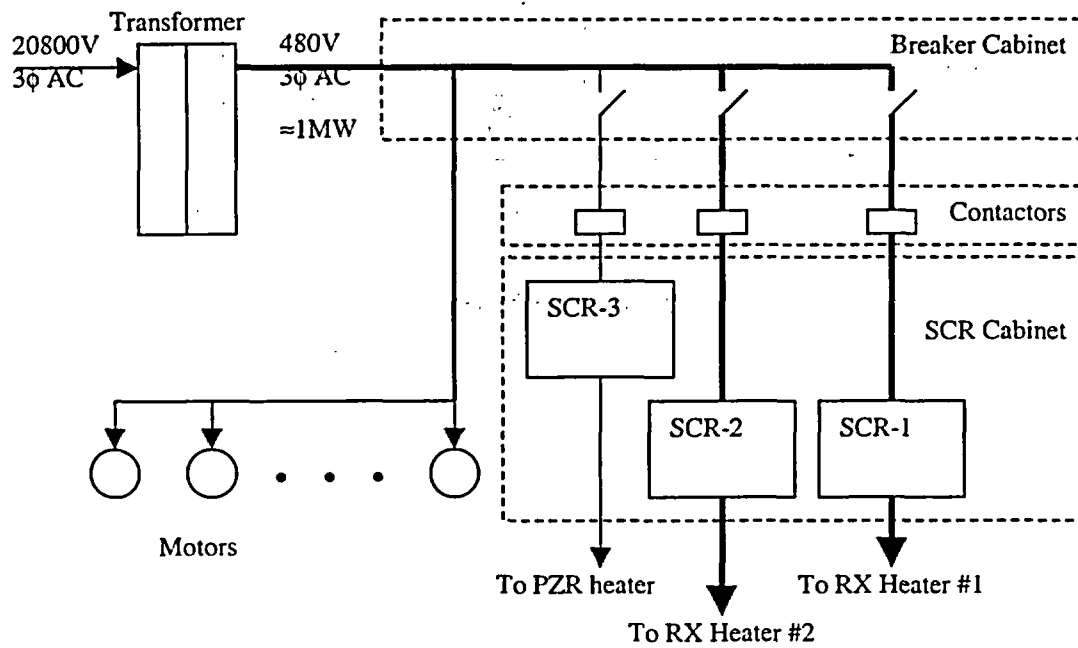 Transformer
20800V
3ϕ AC
480V
3ϕ AC
≈1MW
Breaker Cabinet
Contactors
SCR-3
SCR Cabinet
SCR-2
SCR-1
Motors
To PZR heater
To RX Heater #1
To RX Heater #2